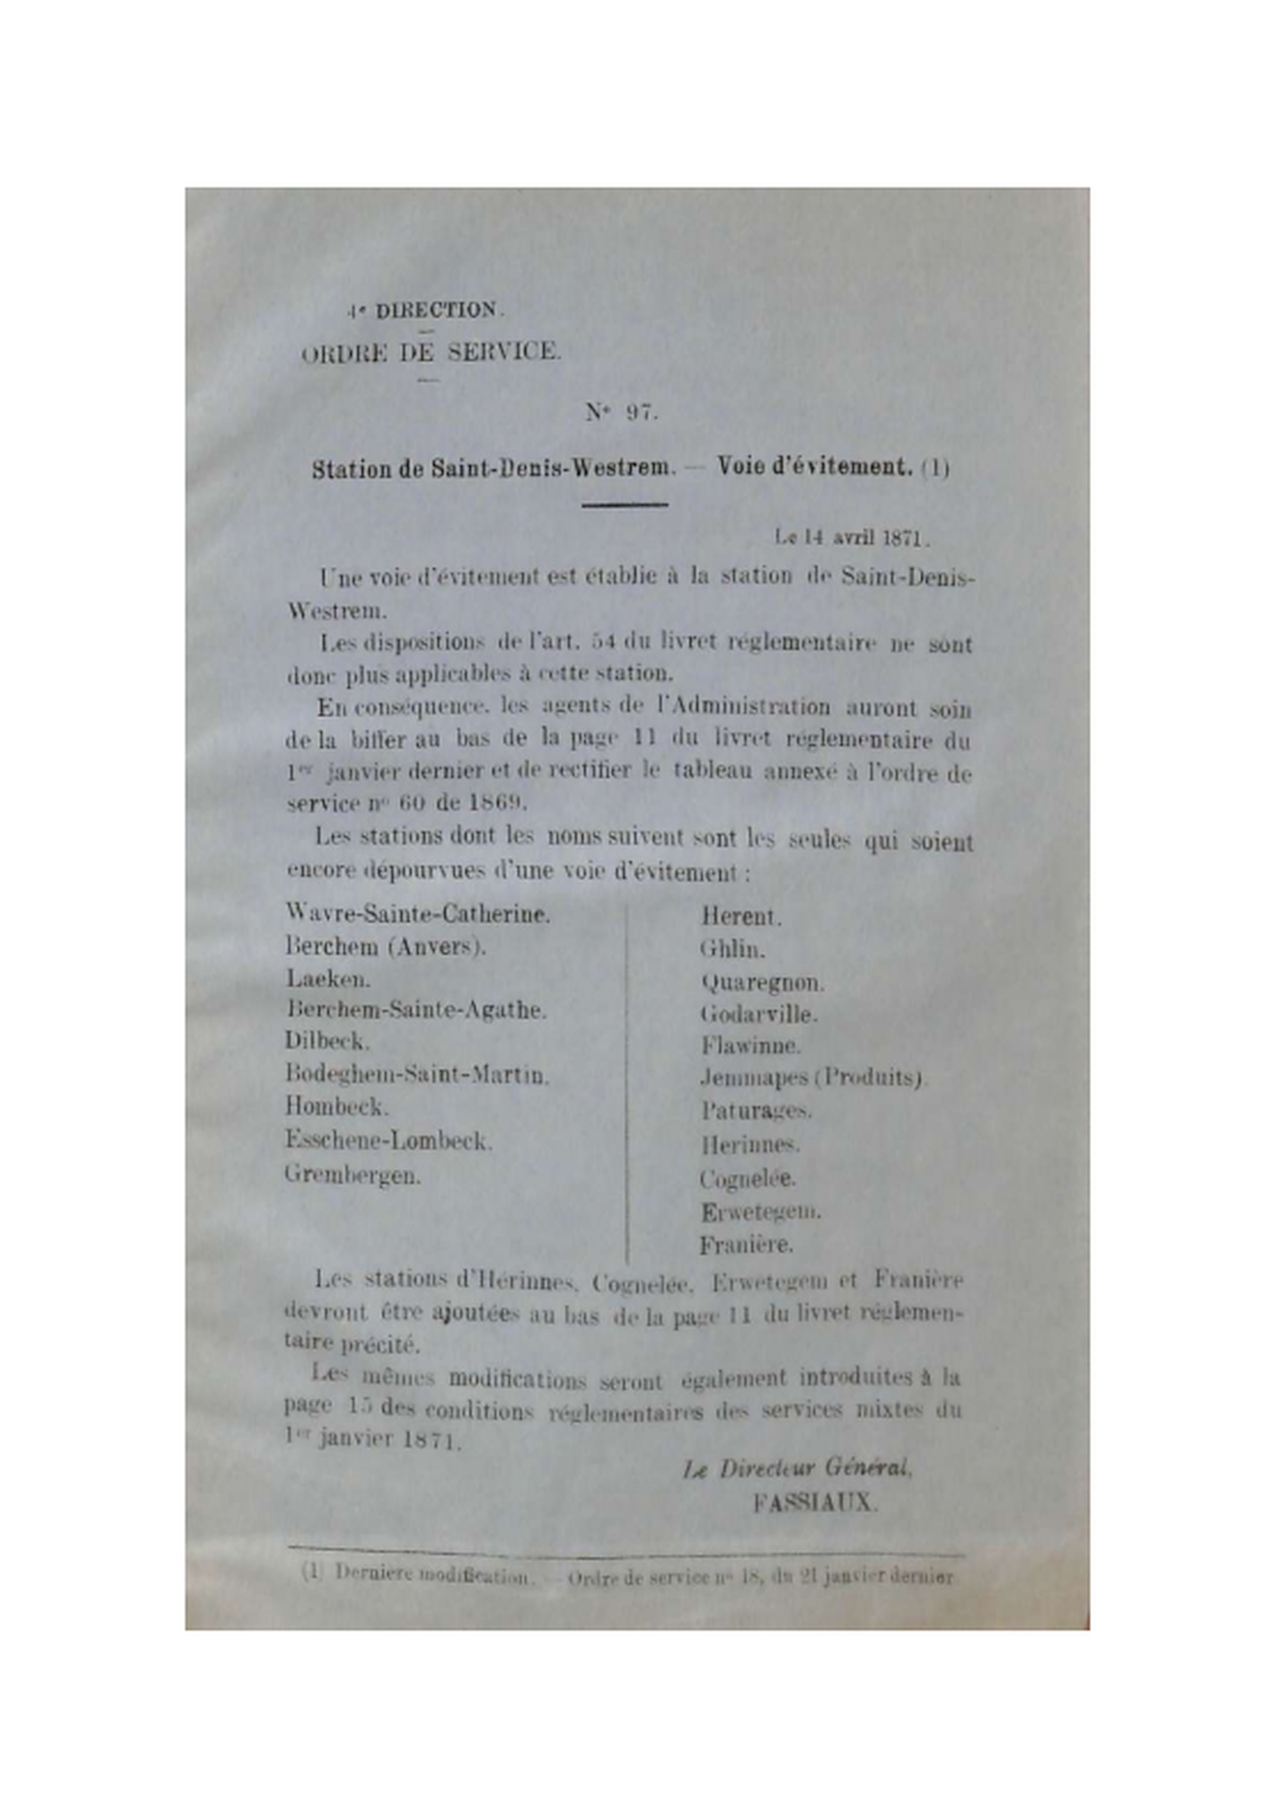 4e DIRECTION.
ORDRE DE SERVICE.
N° 97.
Station de Saint-Denis-Westrem. — Voie d'évitement. (1)
Le 14 avril 1871.
Une voie d'évitement est établie à la station de Saint-Denis-
Westrem.
Les dispositions de l'art. 54 du livret réglementaire ne sont
donc plus applicables à cette station.
En conséquence, les agents de l'Administration auront soin
de la biffer au bas de la page 11 du livret réglementaire du
1er janvier dernier et de rectifier le tableau annexé à l'ordre de
service n° 60 de 1869.
Les stations dont les noms suivent sont les seules qui soient
encore dépourvues d'une voie d'évitement :
Wavre-Sainte-Catherine.
Berchem (Anvers).
Laeken.
Berchem-Sainte-Agathe.
Dilbeck.
Bodeghem-Saint-Martin.
Hombeck.
Esschene-Lombeck.
Grembergen.
Herent.
Ghlin.
Quaregnon.
Godarville.
Flawinne.
Jemmapes (Produits).
Paturages.
Herinnes.
Cognelée.
Erwetegem.
Franière.
Les stations d'Hérinnes, Cognelée, Erwetegem et Franière
devront être ajoutées au bas de la page 11 du livret réglemen-
taire précité.
Les mêmes modifications seront également introduites à la
page 15 des conditions réglementaires des services mixtes du
1er janvier 1871.
Le Directeur Général,
FASSIAUX.
(1) Dernière modification. — Ordre de service n° 18, du 21 janvier dernier